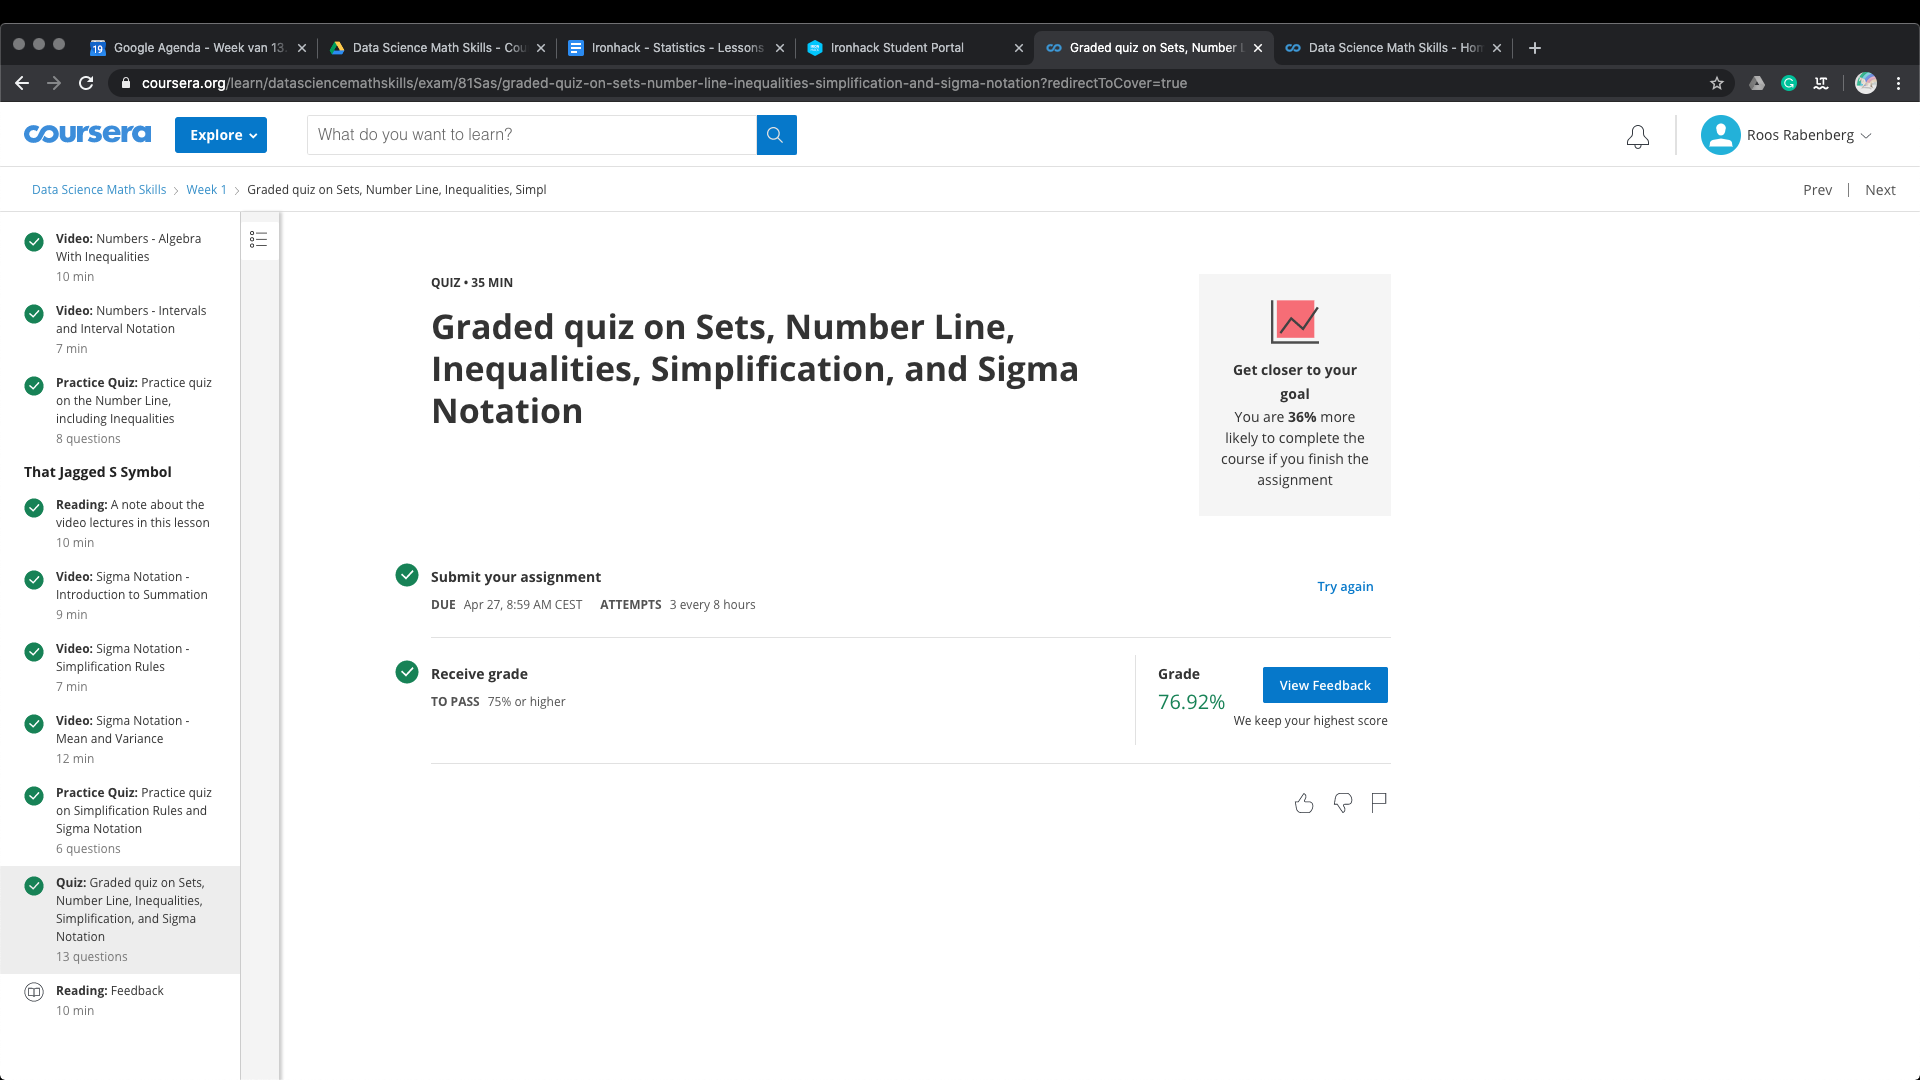 19 Google Agenda - Week van 13.
Data Science Math Skills - Cou
Ironhack - Statistics - Lessons
Ironhack Student Portal
Graded quiz on Sets, Number L
Data Science Math Skills - Hom
coursera.org/learn/datasciencemathskills/exam/81Sas/graded-quiz-on-sets-number-line-inequalities-simplification-and-sigma-notation?redirectToCover=true
coursera
Explore
What do you want to learn?
Roos Rabenberg
Data Science Math Skills > Week 1 > Graded quiz on Sets, Number Line, Inequalities, Simpl
Prev | Next
Video: Numbers - Algebra
With Inequalities
10 min
Video: Numbers - Intervals
and Interval Notation
7 min
Practice Quiz: Practice quiz
on the Number Line,
including Inequalities
8 questions
That Jagged S Symbol
Reading: A note about the
video lectures in this lesson
10 min
Video: Sigma Notation -
Introduction to Summation
9 min
Video: Sigma Notation -
Simplification Rules
7 min
Video: Sigma Notation -
Mean and Variance
12 min
Practice Quiz: Practice quiz
on Simplification Rules and
Sigma Notation
6 questions
Quiz: Graded quiz on Sets,
Number Line, Inequalities,
Simplification, and Sigma
Notation
13 questions
Reading: Feedback
10 min
QUIZ • 35 MIN
Graded quiz on Sets, Number Line,
Inequalities, Simplification, and Sigma
Notation
Get closer to your
goal
You are 36% more
likely to complete the
course if you finish the
assignment
Submit your assignment
DUE Apr 27, 8:59 AM CEST ATTEMPTS 3 every 8 hours
Try again
Receive grade
TO PASS 75% or higher
Grade
76.92%
View Feedback
We keep your highest score